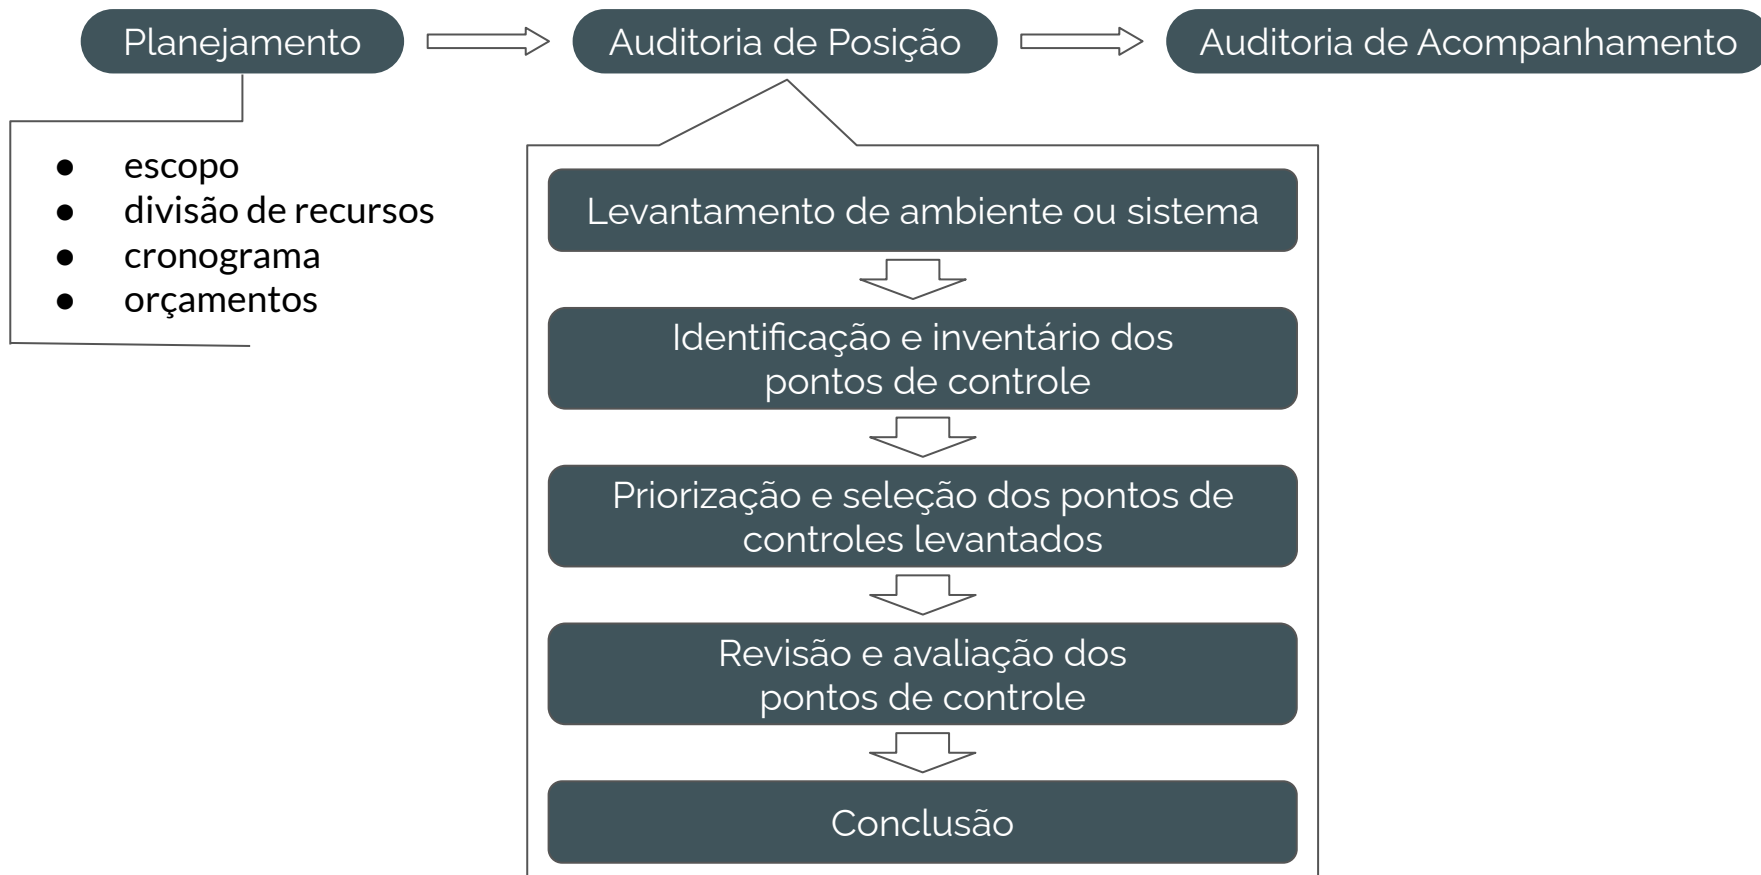 Planejamento
Auditoria de Posição
Auditoria de Acompanhamento
● escopo
● divisão de recursos
● cronograma
● orçamentos
Levantamento de ambiente ou sistema
Identificação e inventário dos
pontos de controle
Priorização e seleção dos pontos de
controles levantados
Revisão e avaliação dos
pontos de controle
Conclusão